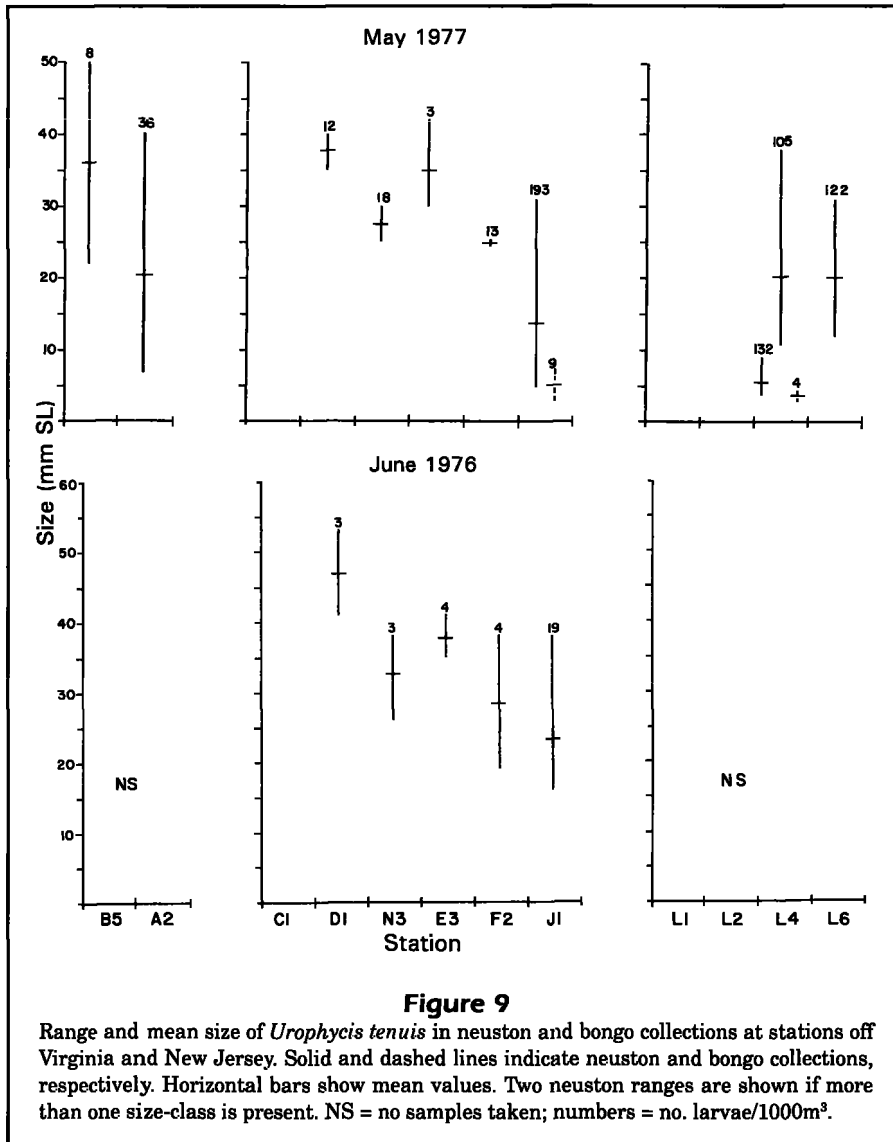 May 1977
8
36
12
18
3
13
193
9
132
105
4
122
50
40
30
20
10
Size (mm SL)
June 1976
60
50
40
30
20
10
NS
3
3
4
4
19
NS
B5 A2 C1 D1 N3 E3 F2 J1 L1 L2 L4 L6
Station
Figure 9
Range and mean size of Urophycis tenuis in neuston and bongo collections at stations off
Virginia and New Jersey. Solid and dashed lines indicate neuston and bongo collections,
respectively. Horizontal bars show mean values. Two neuston ranges are shown if more
than one size-class is present. NS = no samples taken; numbers = no. larvae/1000m³.